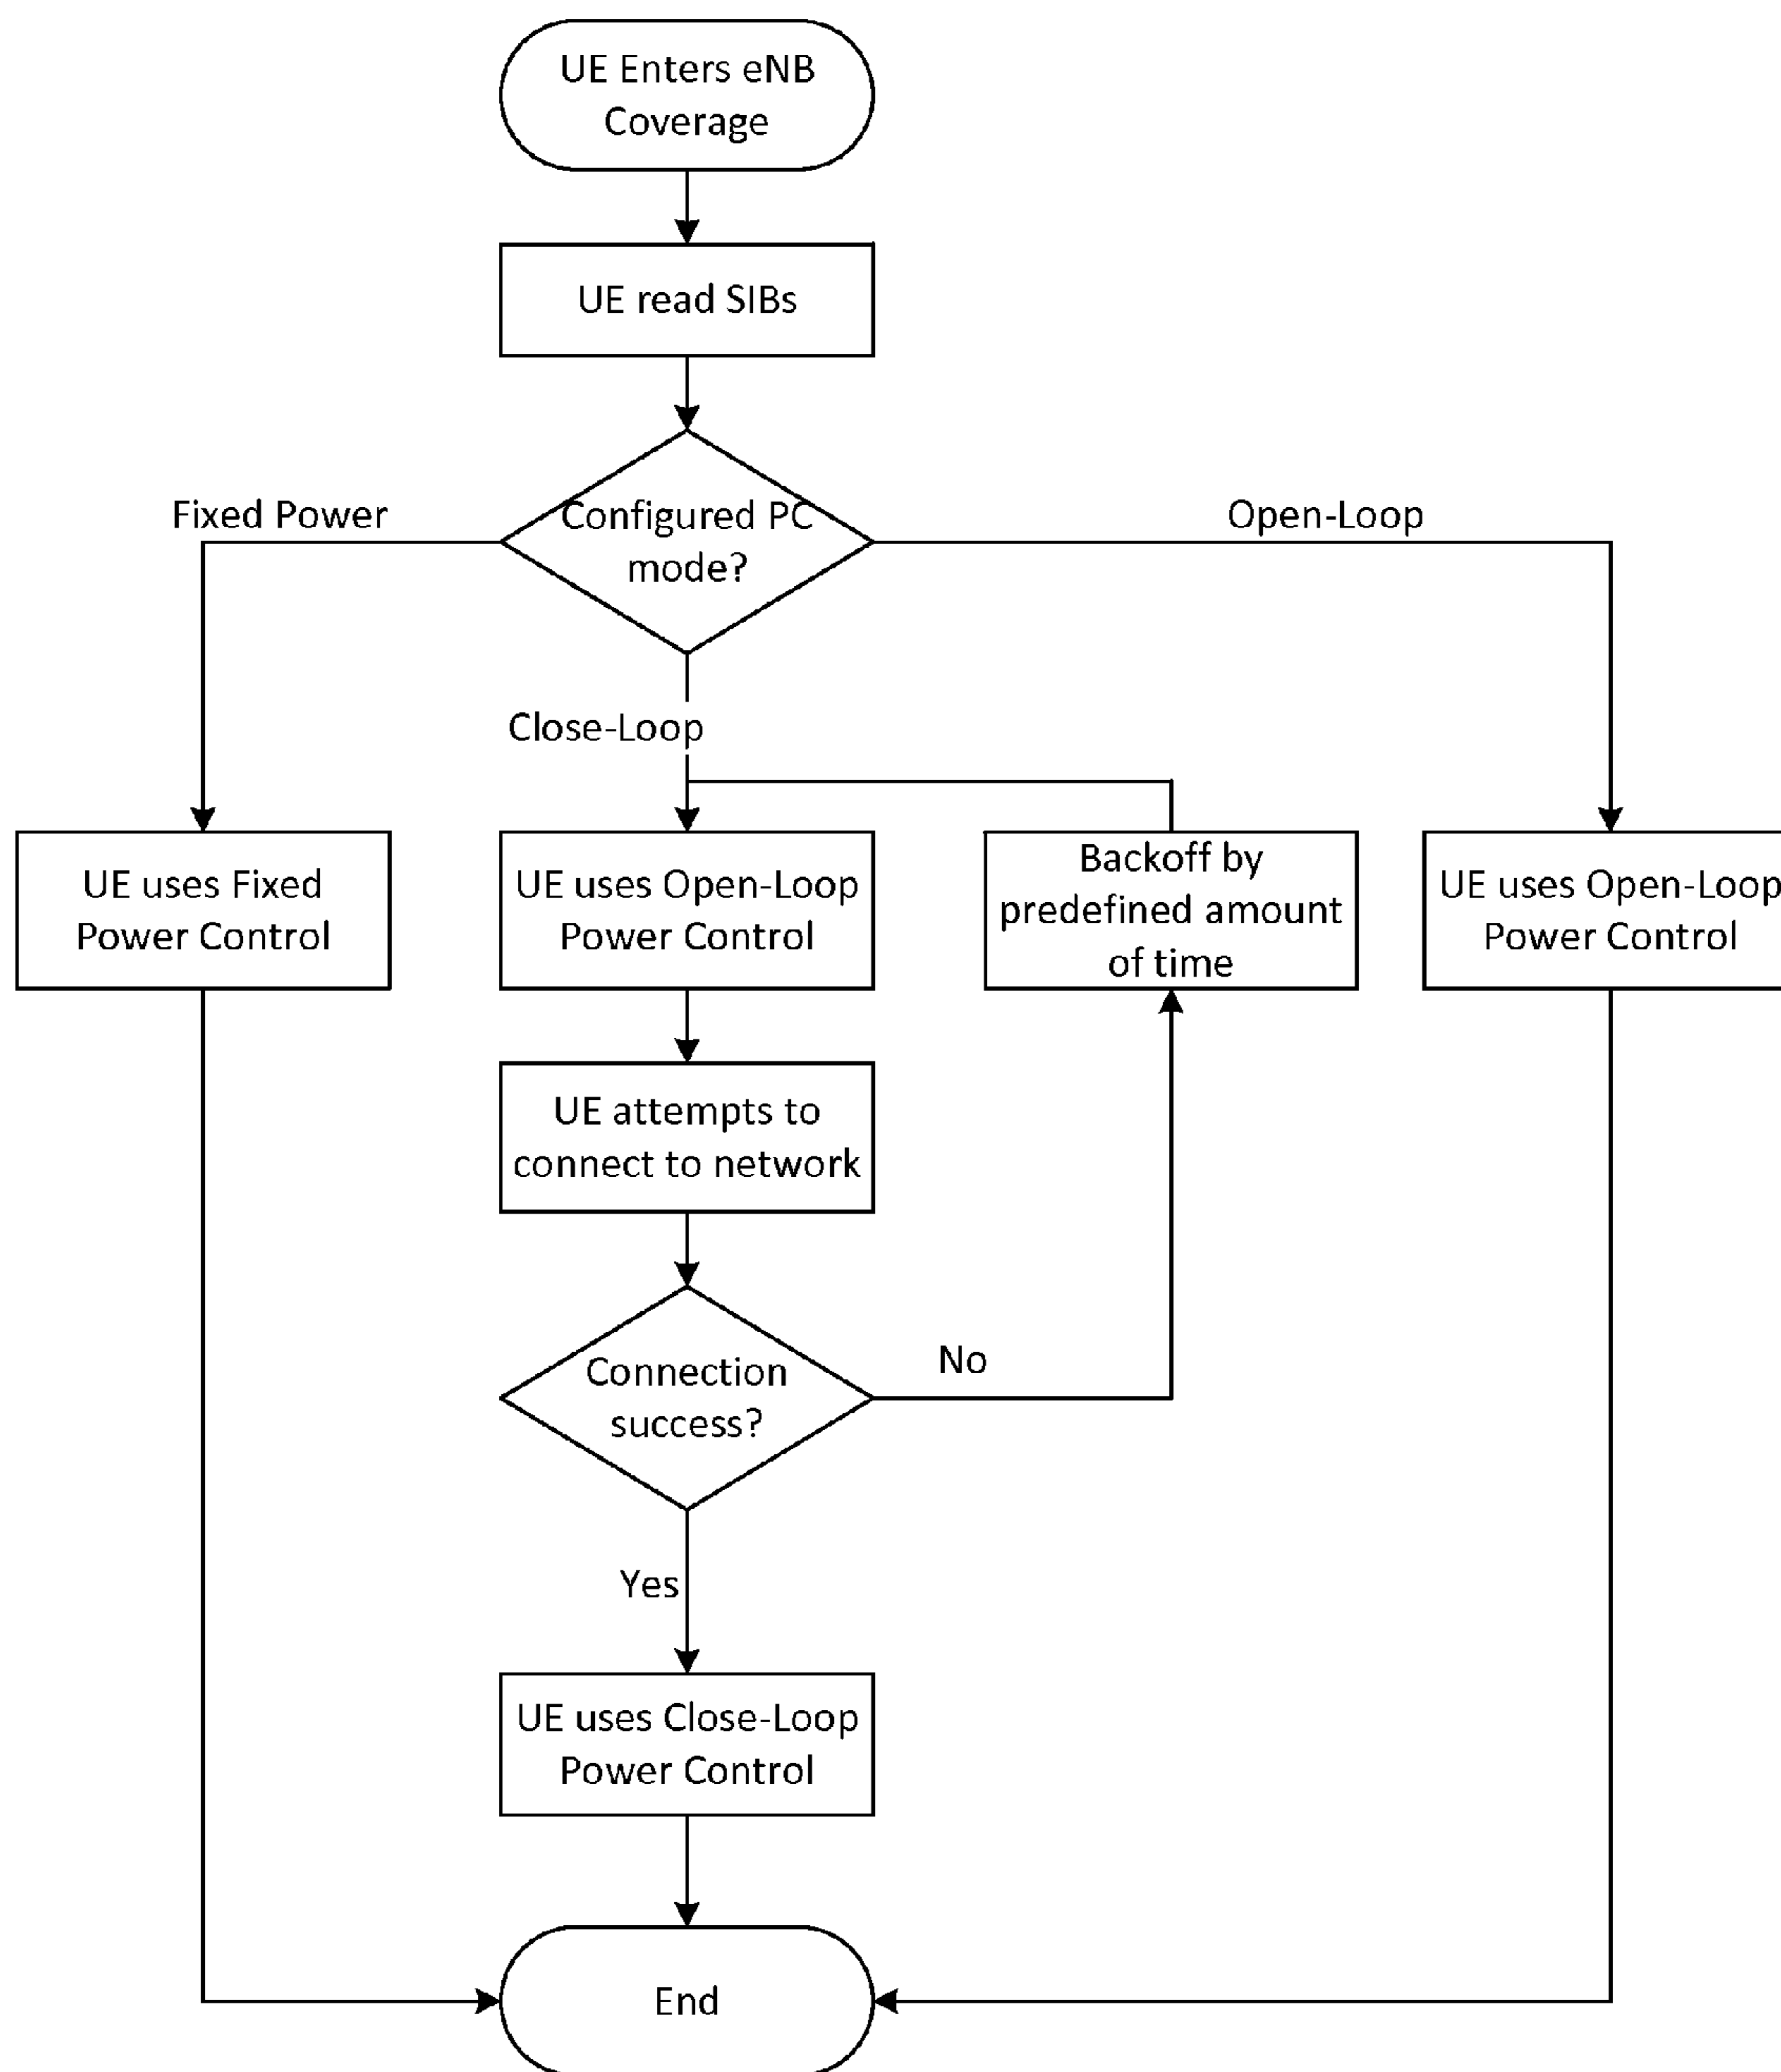 UE Enters eNB
Coverage
UE read SIBs
Configured PC
mode?
Fixed Power
Open-Loop
Close-Loop
UE uses Fixed
Power Control
UE uses Open-Loop
Power Control
Backoff by
predefined amount
of time
UE uses Open-Loop
Power Control
UE attempts to
connect to network
Connection
success?
No
Yes
UE uses Close-Loop
Power Control
End